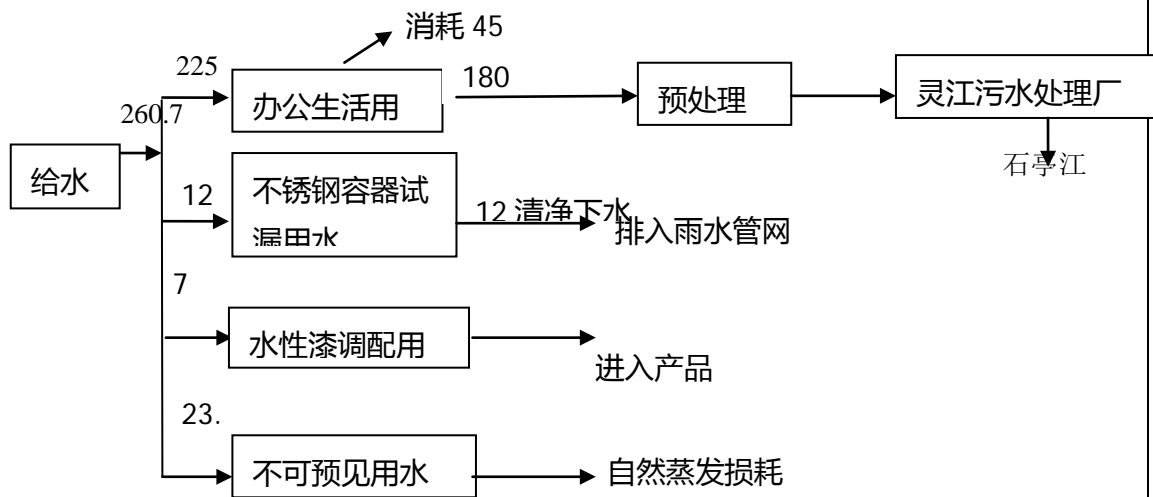 消耗 45
225
办公生活用
180
预处理
灵江污水处理厂
260.7
给水
石亭江
12
不锈钢容器试
漏用水
12 清净下水
排入雨水管网
7
水性漆调配用
进入产品
23.
不可预见用水
自然蒸发损耗